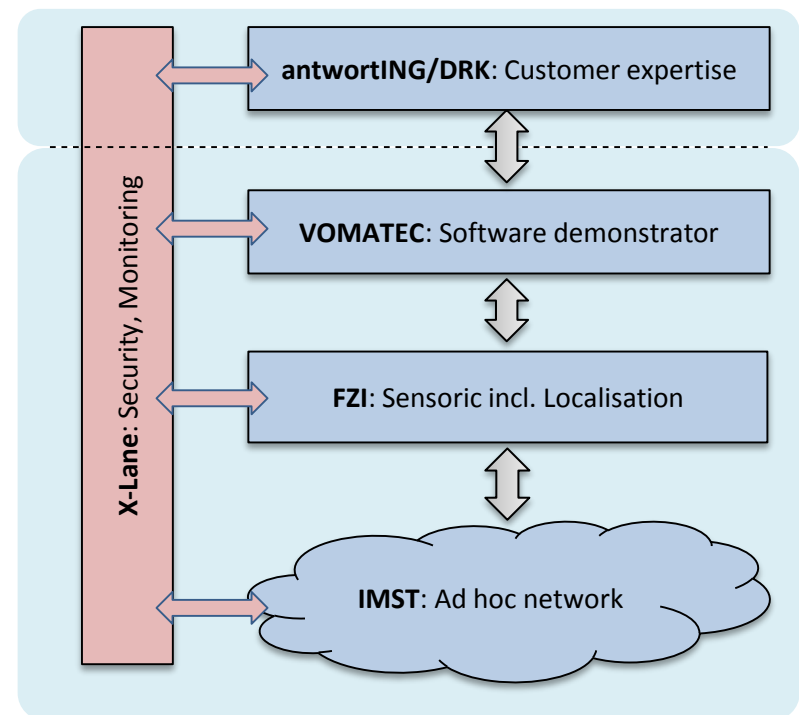 antwortING/DRK: Customer expertise
X-Lane: Security, Monitoring
VOMATEC: Software demonstrator
FZI: Sensoric incl. Localisation
IMST: Ad hoc network